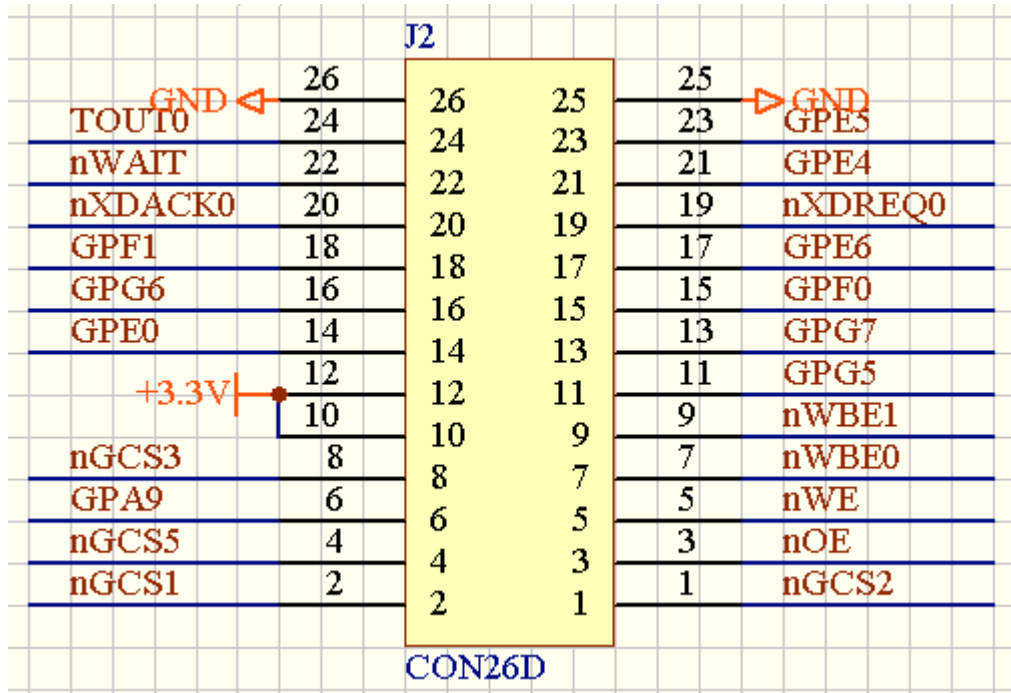 J2
26 26 25 25
GND GND
TOUT0 24 24 23 23 GPE5
nWAIT 22 22 21 21 GPE4
nXDACK0 20 20 19 19 nXDREQ0
GPF1 18 18 17 17 GPE6
GPG6 16 16 15 15 GPF0
GPE0 14 14 13 13 GPG7
+3.3V 12 12 11 11 GPG5
10 10 9 9 nWBE1
nGCS3 8 8 7 7 nWBE0
GPA9 6 6 5 5 nWE
nGCS5 4 4 3 3 nOE
nGCS1 2 2 1 1 nGCS2
CON26D